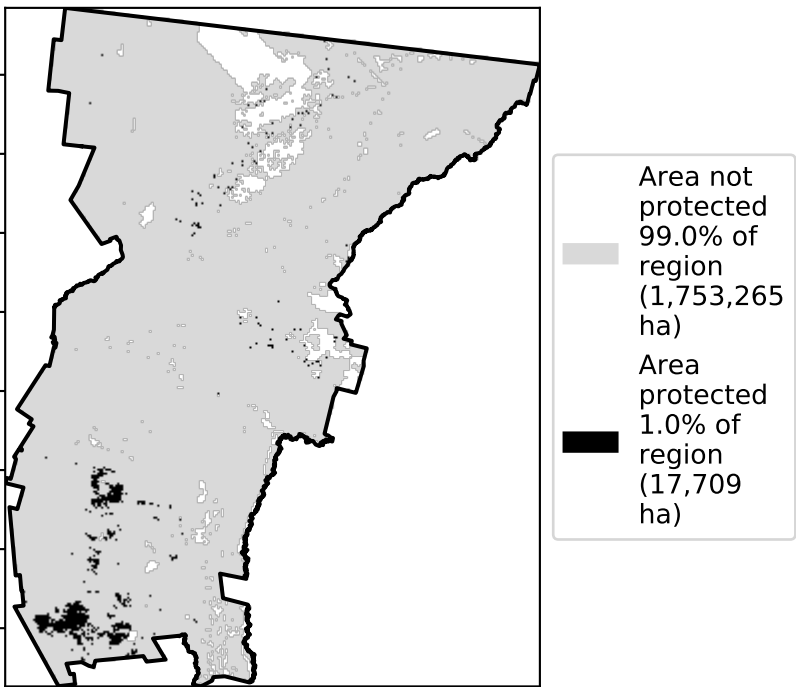 Area not
protected
99.0% of
region
(1,753,265
ha)
Area
protected
1.0% of
region
(17,709
ha)